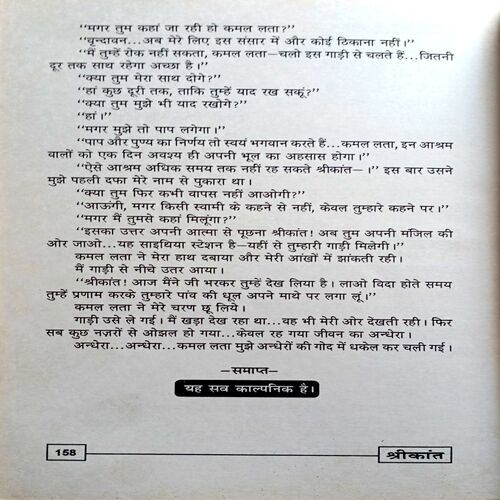 ‘‘मगर तुम कहां जा रही हो कमल लता?’’
‘‘वृन्दावन...अब मेरे लिए इस संसार में और कोई ठिकाना नहीं।’’
‘‘मैं तुम्हें रोक नहीं सकता, कमल लता—चलो इस गाड़ी से चलते हैं...जितनी
दूर तक साथ रहेगा अच्छा है।’’
‘‘क्या तुम मेरा साथ दोगे?’’
‘‘हां कुछ दूरी तक, ताकि तुम्हें याद रख सकूं?’’
‘‘क्या तुम मुझे भी याद रखोगे?’’
‘‘हां।’’
‘‘मगर मुझे तो पाप लगेगा।’’
‘‘पाप और पुण्य का निर्णय तो स्वयं भगवान करते हैं...कमल लता, इन आश्रम
वालों को एक दिन अवश्य ही अपनी भूल का अहसास होगा।’’
‘‘ऐसे आश्रम अधिक समय तक नहीं रह सकते श्रीकांत—।’’ इस बार उसने
मुझे पहली दफा मेरे नाम से पुकारा था।
‘‘क्या तुम फिर कभी वापस नहीं आओगी?’’
‘‘आऊंगी, मगर किसी स्वामी के कहने से नहीं, केवल तुम्हारे कहने पर।’’
‘‘मगर मैं तुमसे कहां मिलूंगा?’’
‘‘इसका उत्तर अपनी आत्मा से पूछना श्रीकांत! अब तुम अपनी मंजिल की
ओर जाओ...यह साइथिया स्टेशन है—यहीं से तुम्हारी गाड़ी मिलेगी।’’
कमल लता ने मेरा हाथ दबाया और मेरी आंखों में झांकती रही।
मैं गाड़ी से नीचे उतर आया।
‘‘श्रीकांत! आज मैंने जी भरकर तुम्हें देख लिया है। लाओ विदा होते समय
तुम्हें प्रणाम करके तुम्हारे पांव की धूल अपने माथे पर लगा लूं।’’
कमल लता ने मेरे चरण छू लिये।
गाड़ी उसे ले गई। मैं खड़ा देख रहा था...वह भी मेरी ओर देखती रही। फिर
सब कुछ नज़रों से ओझल हो गया...केवल रह गया जीवन का अन्धेरा।
अन्धेरा...अन्धेरा...कमल लता मुझे अन्धेरों की गोद में धकेल कर चली गई।
—समाप्त—
यह सब काल्पनिक है।
158 श्रीकांत